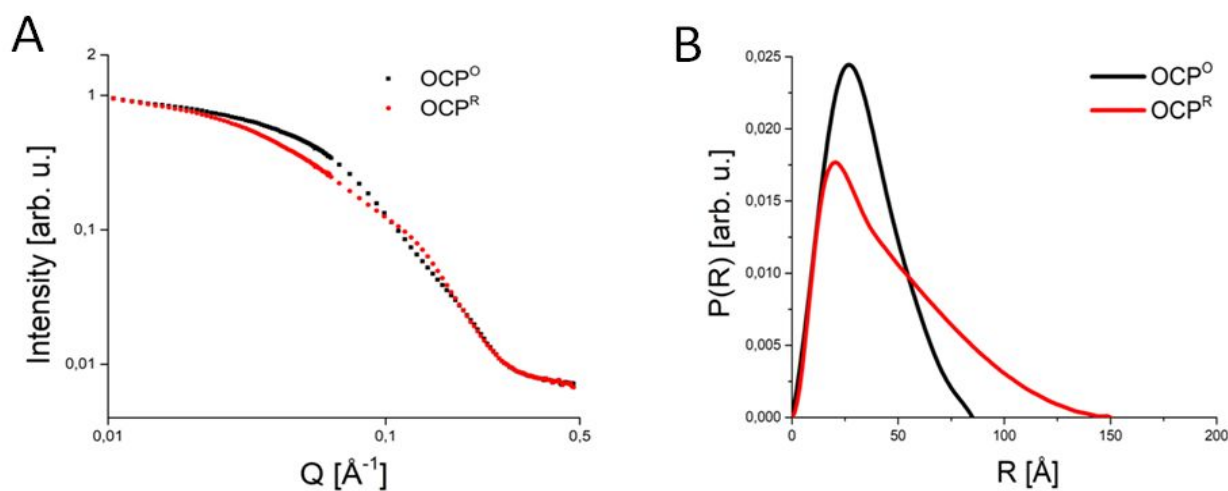 A
2
1
0,1
0,01
0,01
0,1
0,5
Intensity [arb. u.]
Q [Å⁻¹]
OCPᴼ
OCPᴿ
B
0,025
0,020
0,015
0,010
0,005
0,000
0
50
100
150
200
P(R) [arb. u.]
R [Å]
OCPᴼ
OCPᴿ